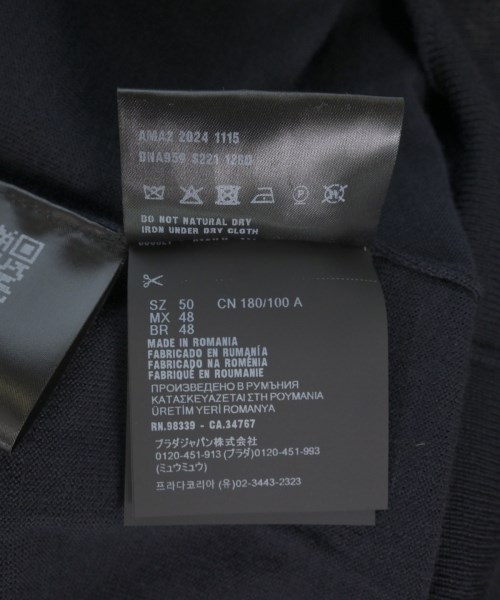 AMA2 2024 1115
UNA959 S221 128D
DO NOT NATURAL DRY
IRON UNDER DRY CLOTH
SZ 50 CN 180/100 A
MX 48
BR 48
MADE IN ROMANIA
FABRICADO EN RUMANÍA
FABRICADO NA ROMÉNIA
FABRIQUÉ EN ROUMANIE
ПРОИЗВЕДЕНО В РУМЪНИЯ
ΚΑΤΑΣΚΕΥΑΖΕΤΑΙ ΣΤΗ ΡΟΥΜΑΝΙΑ
ÜRETİM YERİ ROMANYA
RN.98339 - CA.34767
プラダジャパン株式会社
0120-451-913 (プラダ)0120-451-993
(ミュウミュウ)
프라다코리아 (유)02-3443-2323